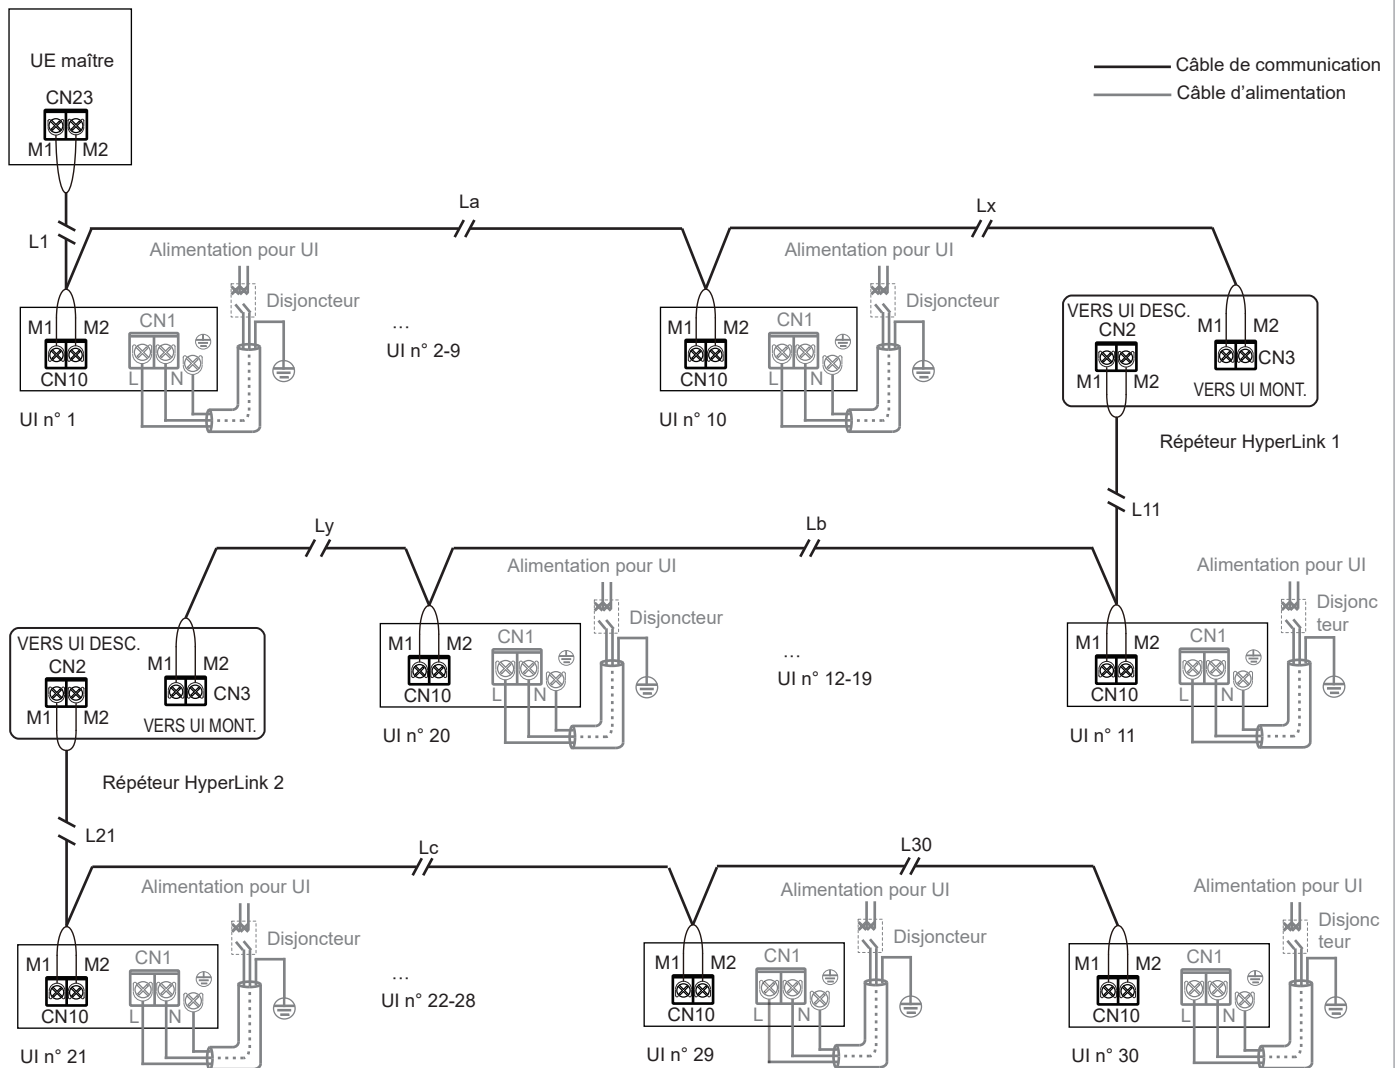 UE maître
CN23
M1 M2
Câble de communication
Câble d'alimentation
L1
La
Lx
Alimentation pour UI
Disjoncteur
M1 M2
CN1
CN10
L N
UI n° 1
...
UI n° 2-9
Alimentation pour UI
Disjoncteur
M1 M2
CN1
CN10
L N
UI n° 10
VERS UI DESC.
CN2
M1 M2
M1 M2
CN3
VERS UI MONT.
Répéteur HyperLink 1
L11
Ly
Lb
VERS UI DESC.
CN2
M1 M2
M1 M2
CN3
VERS UI MONT.
Répéteur HyperLink 2
Alimentation pour UI
Disjoncteur
M1 M2
CN1
CN10
L N
UI n° 20
...
UI n° 12-19
Alimentation pour UI
Disjonc
teur
M1 M2
CN1
CN10
L N
UI n° 11
L21
Lc
L30
Alimentation pour UI
Disjoncteur
M1 M2
CN1
CN10
L N
UI n° 21
...
UI n° 22-28
Alimentation pour UI
Disjoncteur
M1 M2
CN1
CN10
L N
UI n° 29
Alimentation pour UI
Disjonc
teur
M1 M2
CN1
CN10
L N
UI n° 30